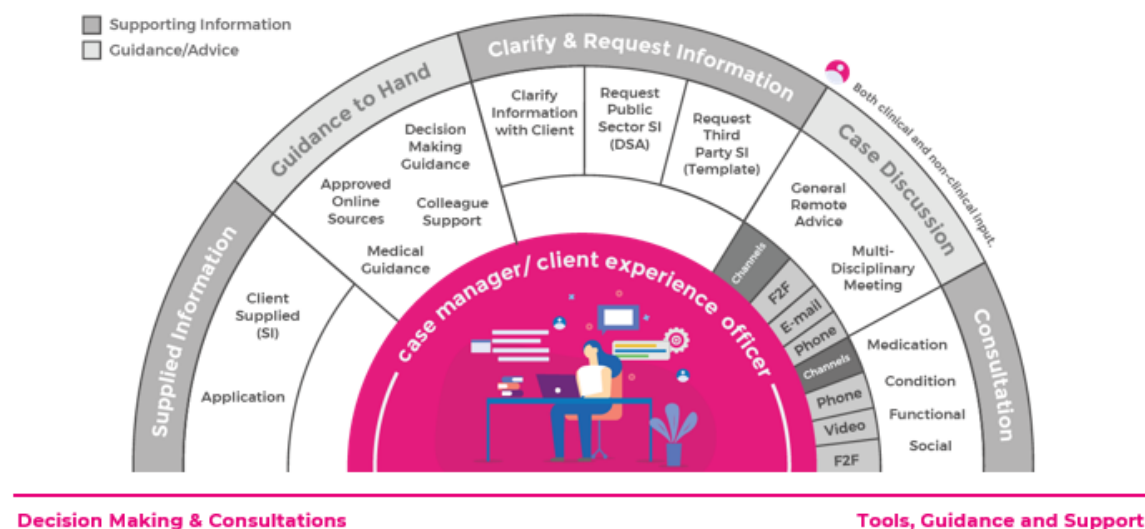 Supporting Information
Guidance/Advice
Supplied Information
Guidance to Hand
Clarify & Request Information
Case Discussion
Consultation
Both clinical and non-clinical input.
Client
Supplied
(SI)
Application
Decision
Making
Guidance
Approved
Online
Sources
Colleague
Support
Medical
Guidance
Clarify
Information
with Client
Request
Public
Sector SI
(DSA)
Request
Third
Party SI
(Template)
General
Remote
Advice
Multi-
Disciplinary
Meeting
Medication
Condition
Functional
Social
Channels
F2F
E-mail
Phone
Channels
Phone
Video
F2F
case manager/ client experience officer
Decision Making & Consultations
Tools, Guidance and Support